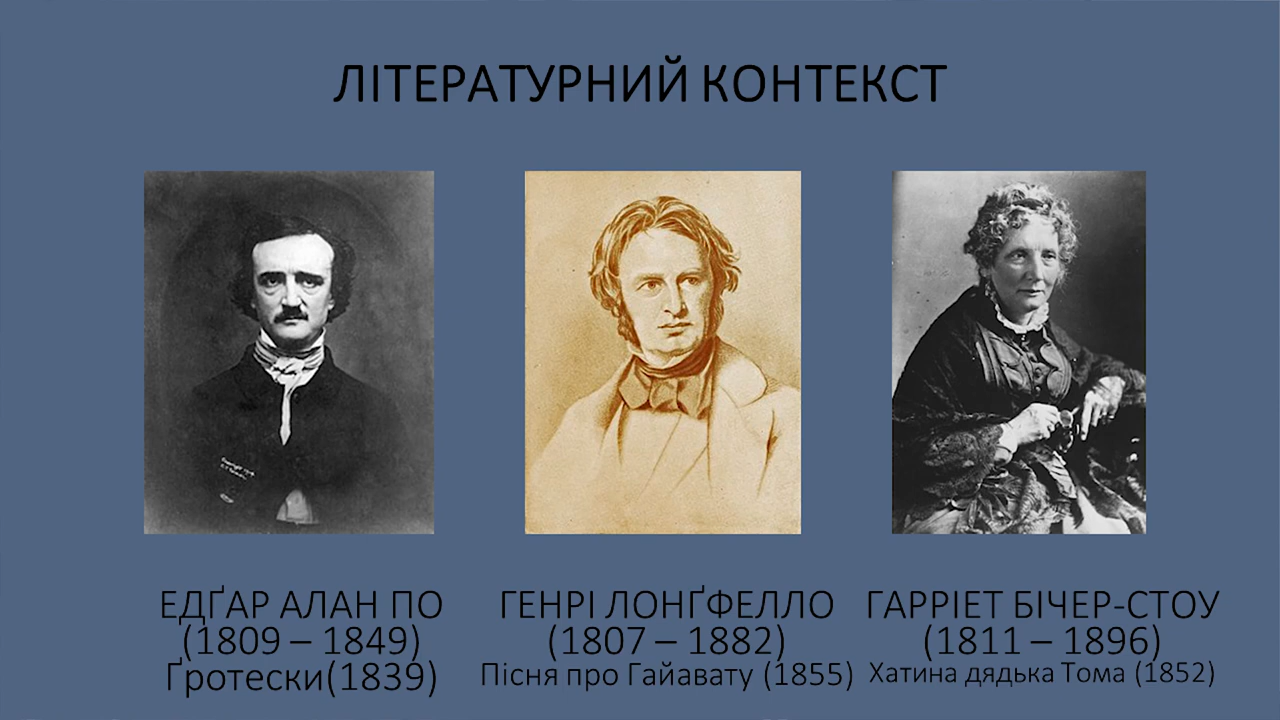 ЛІТЕРАТУРНИЙ КОНТЕКСТ
ЕДҐАР АЛАН ПО
(1809 – 1849)
Ґротески(1839)
ГЕНРІ ЛОНҐФЕЛЛО
(1807 – 1882)
Пісня про Гайавату (1855)
ГАРРІЕТ БІЧЕР-СТОУ
(1811 – 1896)
Хатина дядька Тома (1852)